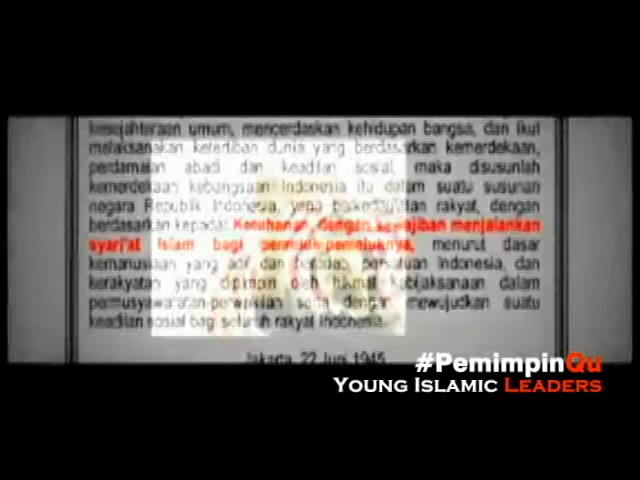 kesejahteraan umum, mencerdaskan kehidupan bangsa, dan ikut
melaksanakan ketertiban dunia yang berdasarkan kemerdekaan,
perdamaian abadi dan keadilan sosial, maka disusunlah
kemerdekaan kebangsaan Indonesia itu dalam suatu susunan
negara Republik Indonesia, yang berkedaulatan rakyat, dengan
berdasarkan kepada: Ketuhanan, dengan kewajiban menjalankan
syari'at Islam bagi pemeluk-pemeluknya, menurut dasar
kemanusiaan yang adil dan beradab, persatuan Indonesia, dan
kerakyatan yang dipimpin oleh hikmat kebijaksanaan dalam
permusyawaratan-perwakilan serta dengan mewujudkan suatu
keadilan sosial bagi seluruh rakyat Indonesia.
Jakarta, 22 Juni 1945
#PemimpinQu
YOUNG ISLAMIC LEADERS